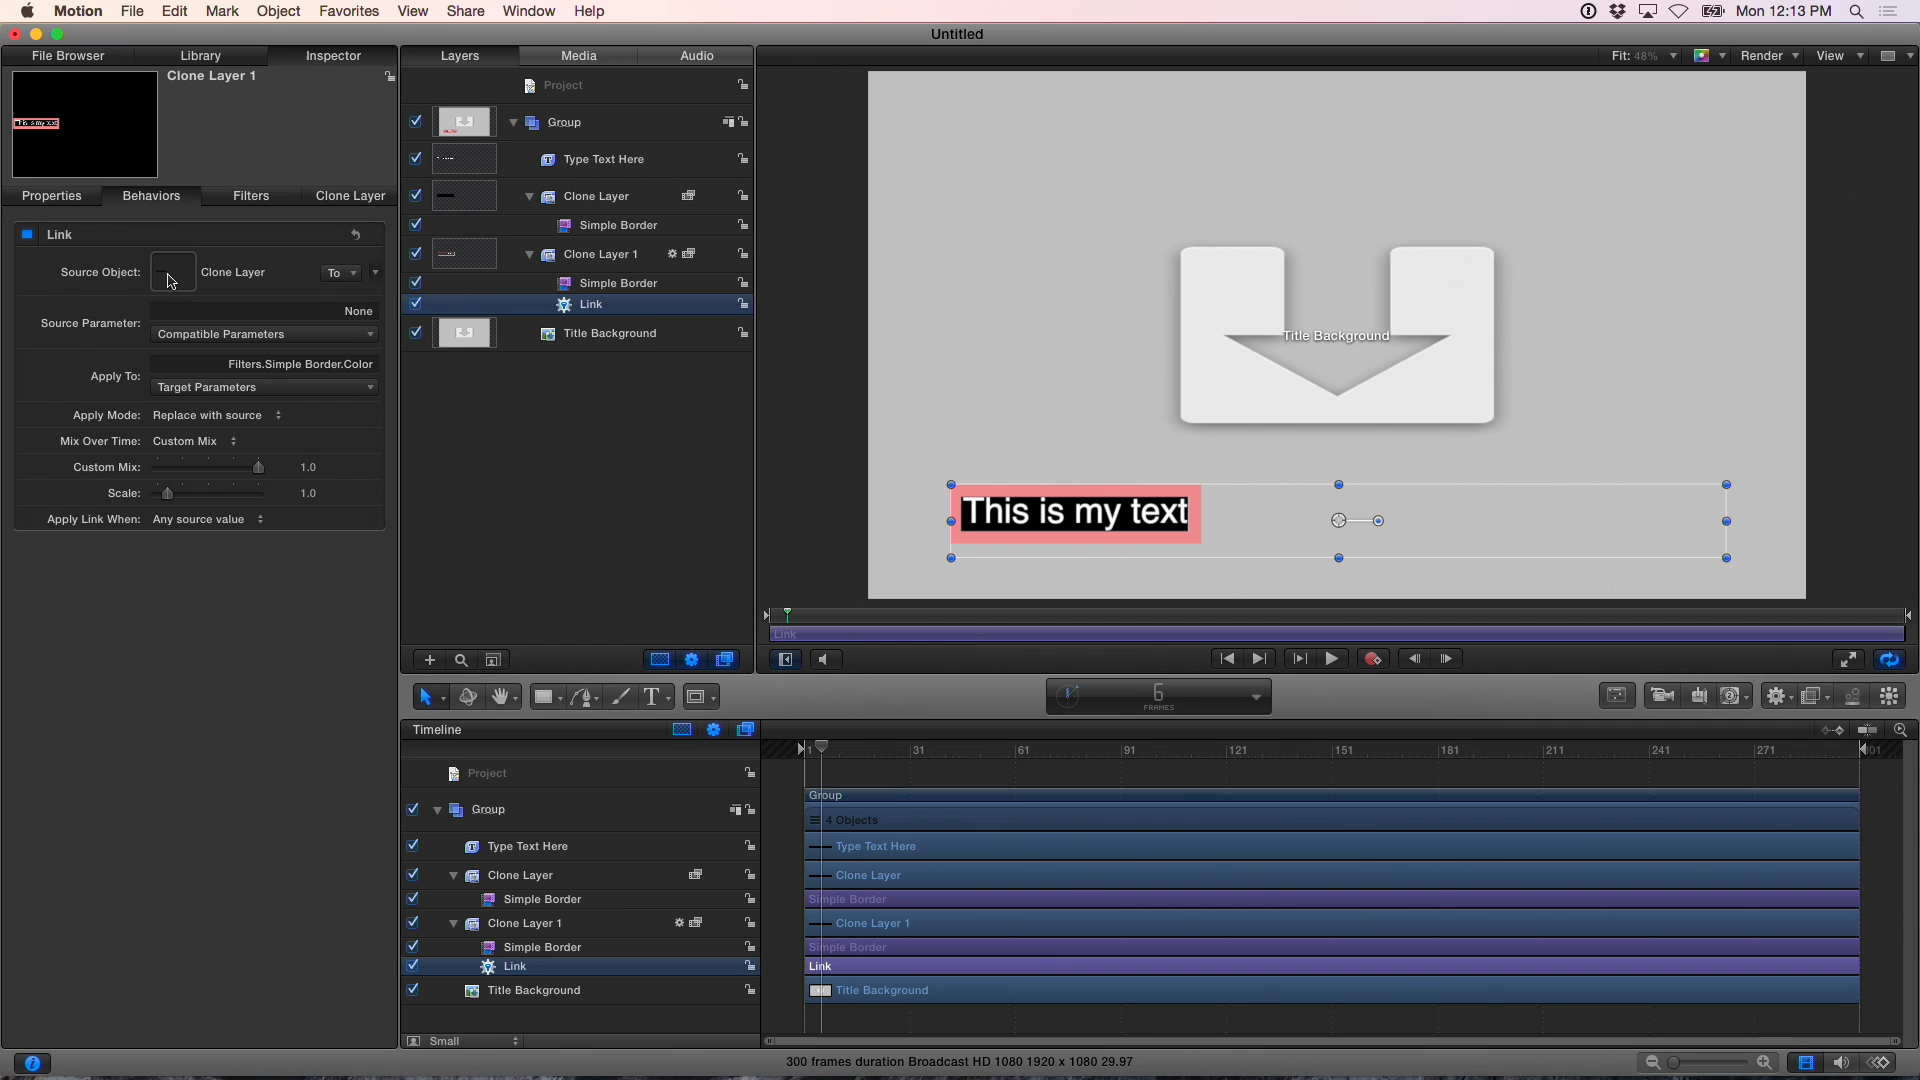 Motion File Edit Mark Object Favorites View Share Window Help Mon 12:13 PM
Untitled
File Browser Library Inspector Layers Media Audio Fit: 48% Render View
Clone Layer 1
Project
Group
Type Text Here
Properties Behaviors Filters Clone Layer
Clone Layer
Simple Border
Link
Clone Layer 1
Source Object: Clone Layer To
Simple Border
Source Parameter: None
Link
Compatible Parameters
Title Background
Title Background
Apply To: Filters.Simple Border.Color
Target Parameters
Apply Mode: Replace with source
Mix Over Time: Custom Mix
Custom Mix: 1.0
Scale: 1.0
Apply Link When: Any source value
This is my text
Link
6
FRAMES
Timeline
1 31 61 91 121 151 181 211 241 271 301
Project
Group
Group
4 Objects
Type Text Here Type Text Here
Clone Layer Clone Layer
Simple Border Simple Border
Clone Layer 1 Clone Layer 1
Simple Border Simple Border
Link Link
Title Background Title Background
Small
300 frames duration Broadcast HD 1080 1920 x 1080 29.97